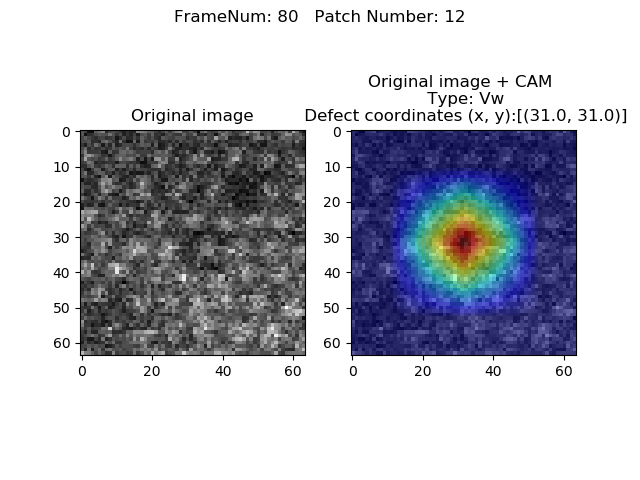 FrameNum: 80   Patch Number: 12
Original image
Original image + CAM
Type: Vw
Defect coordinates (x, y):[(31.0, 31.0)]
0
10
20
30
40
50
60
0 20 40 60
0
10
20
30
40
50
60
0 20 40 60